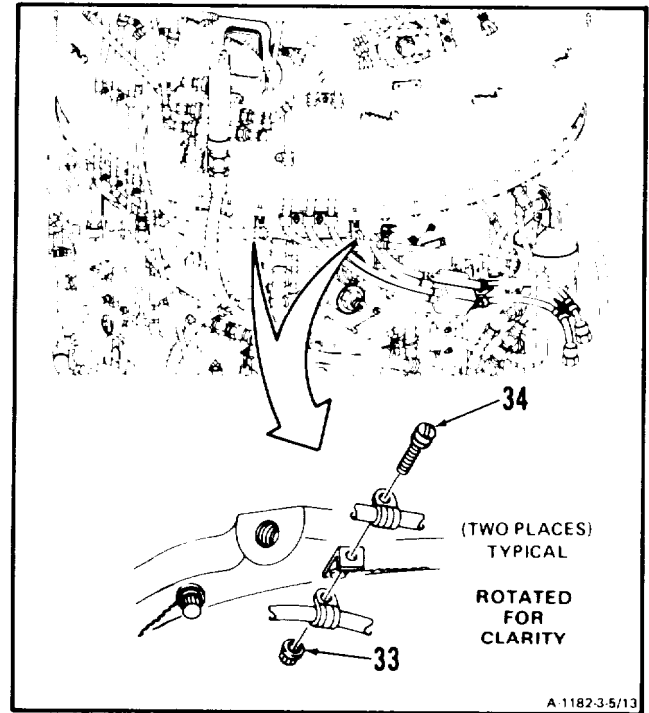 34
(TWO PLACES)
TYPICAL
ROTATED
FOR
CLARITY
33
A-1182-3-5/13